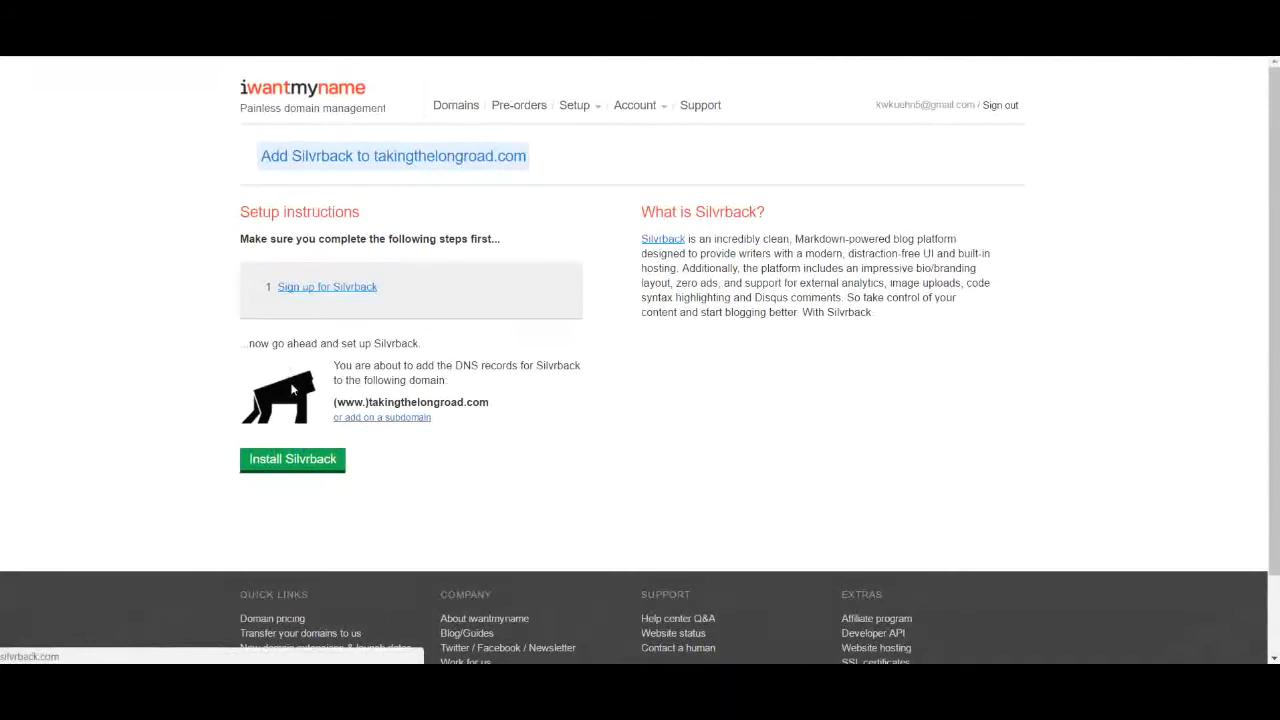 iwantmyname
Painless domain management
Domains
Pre-orders
Setup
Account
Support
kwkuehn5@gmail.com / Sign out
Add Silvrback to takingthelongroad.com
Setup instructions
Make sure you complete the following steps first...
1 Sign up for Silvrback
...now go ahead and set up Silvrback.
You are about to add the DNS records for Silvrback
to the following domain:
(www.)takingthelongroad.com
or add on a subdomain
Install Silvrback
What is Silvrback?
Silvrback is an incredibly clean, Markdown-powered blog platform
designed to provide writers with a modern, distraction-free UI and built-in
hosting. Additionally, the platform includes an impressive bio/branding
layout, zero ads, and support for external analytics, image uploads, code
syntax highlighting and Disqus comments. So take control of your
content and start blogging better. With Silvrback.
QUICK LINKS
Domain pricing
Transfer your domains to us
New domain extensions & launch dates
COMPANY
About iwantmyname
Blog/Guides
Twitter / Facebook / Newsletter
Work for us
SUPPORT
Help center Q&A
Website status
Contact a human
EXTRAS
Affiliate program
Developer API
Website hosting
SSL certificates
silvrback.com